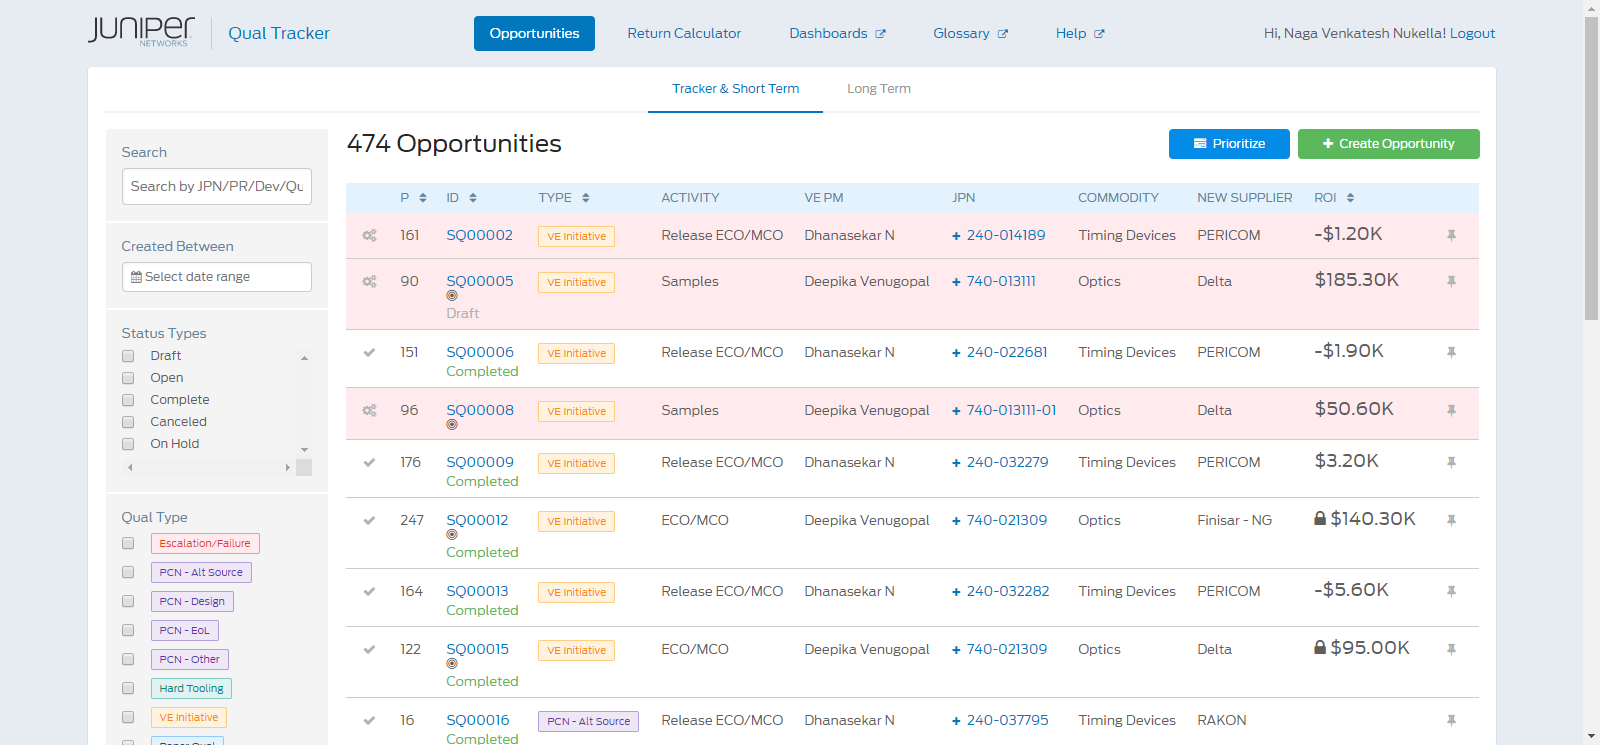 JUNIPER NETWORKS Qual Tracker Opportunities Return Calculator Dashboards Glossary Help Hi, Naga Venkatesh Nukella! Logout
Tracker & Short Term Long Term
Search
Search by JPN/PR/Dev/Qu
Created Between
Select date range
Status Types
Draft
Open
Complete
Canceled
On Hold
Qual Type
Escalation/Failure
PCN - Alt Source
PCN - Design
PCN - EoL
PCN - Other
Hard Tooling
VE Initiative
474 Opportunities Prioritize Create Opportunity
P ID TYPE ACTIVITY VE PM JPN COMMODITY NEW SUPPLIER ROI
161 SQ00002 VE Initiative Release ECO/MCO Dhanasekar N + 240-014189 Timing Devices PERICOM -$1.20K
90 SQ00005 VE Initiative Samples Deepika Venugopal + 740-013111 Optics Delta $185.30K
Draft
151 SQ00006 VE Initiative Release ECO/MCO Dhanasekar N + 240-022681 Timing Devices PERICOM -$1.90K
Completed
96 SQ00008 VE Initiative Samples Deepika Venugopal + 740-013111-01 Optics Delta $50.60K
176 SQ00009 VE Initiative Release ECO/MCO Dhanasekar N + 240-032279 Timing Devices PERICOM $3.20K
Completed
247 SQ00012 VE Initiative ECO/MCO Deepika Venugopal + 740-021309 Optics Finisar - NG $140.30K
Completed
164 SQ00013 VE Initiative Release ECO/MCO Dhanasekar N + 240-032282 Timing Devices PERICOM -$5.60K
Completed
122 SQ00015 VE Initiative ECO/MCO Deepika Venugopal + 740-021309 Optics Delta $95.00K
Completed
16 SQ00016 PCN - Alt Source Release ECO/MCO Dhanasekar N + 240-037795 Timing Devices RAKON
Completed